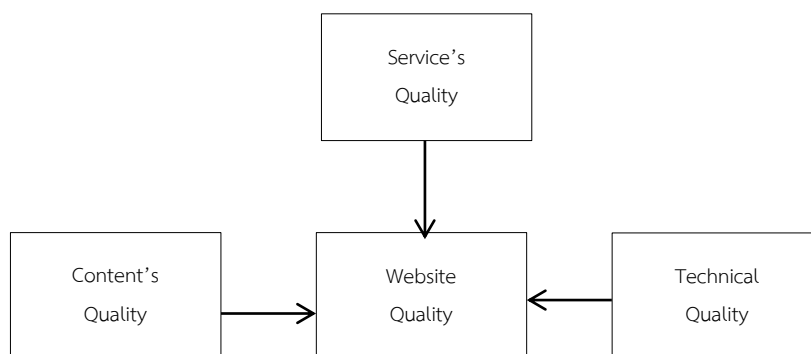 Service’s
Quality
Content’s
Quality
Website
Quality
Technical
Quality